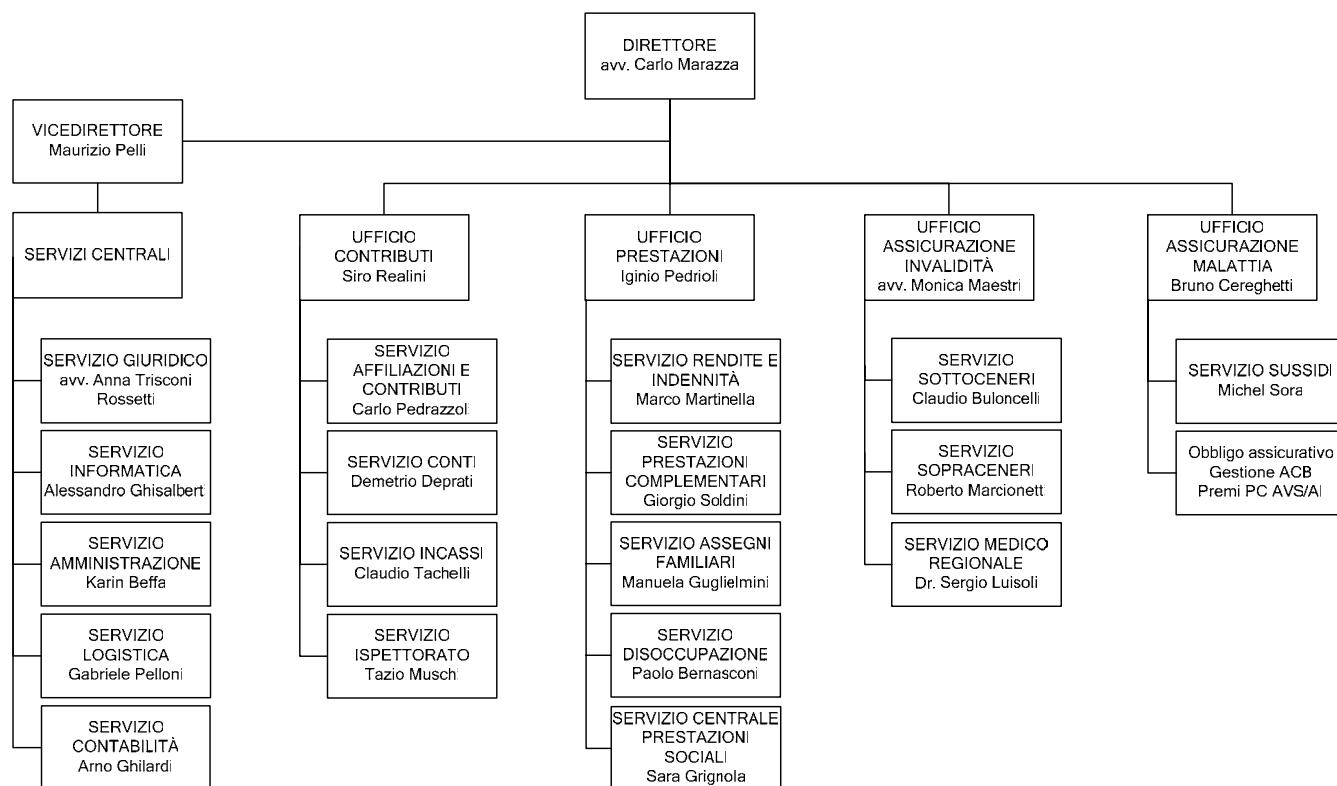 DIRETTORE
avv. Carlo Marazza
VICEDIRETTORE
Maurizio Pelli
SERVIZI CENTRALI
SERVIZIO GIURIDICO
avv. Anna Trisconi
Rossetti
SERVIZIO
INFORMATICA
Alessandro Ghisalberti
SERVIZIO
AMMINISTRAZIONE
Karin Beffa
SERVIZIO
LOGISTICA
Gabriele Pelloni
SERVIZIO
CONTABILITÀ
Arno Ghilardi
UFFICIO
CONTRIBUTI
Siro Realini
SERVIZIO
AFFILIAZIONI E
CONTRIBUTI
Carlo Pedrazzoli
SERVIZIO CONTI
Demetrio Deprati
SERVIZIO INCASSI
Claudio Tachelli
SERVIZIO
ISPETTORATO
Tazio Muschi
UFFICIO
PRESTAZIONI
Iginio Pedrioli
SERVIZIO RENDITE E
INDENNITÀ
Marco Martinella
SERVIZIO
PRESTAZIONI
COMPLEMENTARI
Giorgio Soldini
SERVIZIO ASSEGNI
FAMILIARI
Manuela Guglielmini
SERVIZIO
DISOCCUPAZIONE
Paolo Bernasconi
SERVIZIO CENTRALE
PRESTAZIONI
SOCIALI
Sara Grignola
UFFICIO
ASSICURAZIONE
INVALIDITÀ
avv. Monica Maestri
SERVIZIO
SOTTOCENERI
Claudio Buloncelli
SERVIZIO
SOPRACENERI
Roberto Marcionetti
SERVIZIO MEDICO
REGIONALE
Dr. Sergio Luisoli
UFFICIO
ASSICURAZIONE
MALATTIA
Bruno Cereghetti
SERVIZIO SUSSIDI
Michel Sora
Obbligo assicurativo
Gestione ACB
Premi PC AVS/AI